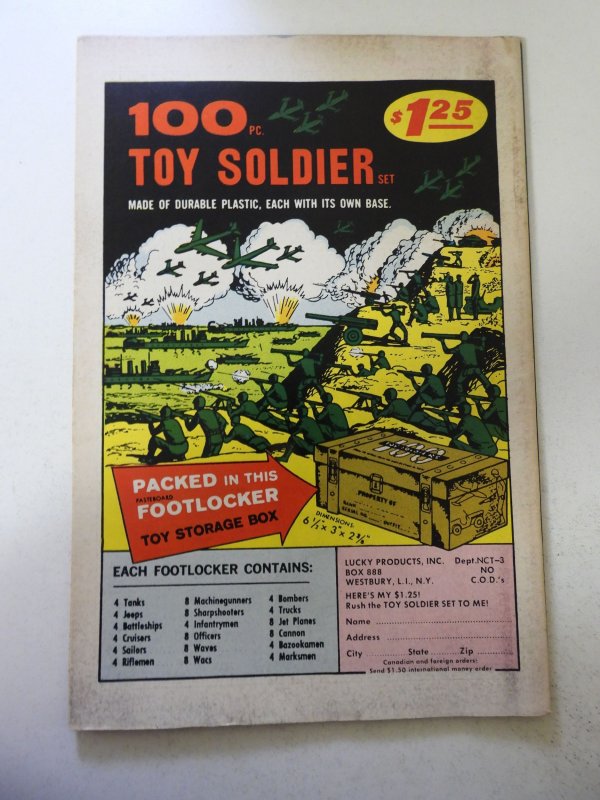 100 PC.
$1.25
TOY SOLDIER SET
MADE OF DURABLE PLASTIC, EACH WITH ITS OWN BASE.
PACKED IN THIS
PASTEBOARD
FOOTLOCKER
TOY STORAGE BOX
PROPERTY OF
DIMENSIONS:
EACH FOOTLOCKER CONTAINS:
4 Tanks
4 Jeeps
4 Battleships
4 Cruisers
4 Sailors
4 Riflemen
8 Machinegunners
8 Sharpshooters
4 Infantrymen
8 Officers
8 Waves
8 Wacs
4 Bombers
4 Trucks
8 Jet Planes
8 Cannon
4 Bazookamen
4 Marksmen
LUCKY PRODUCTS, INC. Dept.NCT-3
BOX 888 NO
WESTBURY, L.I., N.Y. C.O.D.'s
HERE'S MY $1.25!
Rush the TOY SOLDIER SET TO ME!
Name
Address
City State Zip
Canadian and foreign orders:
Send $1.50 international money order